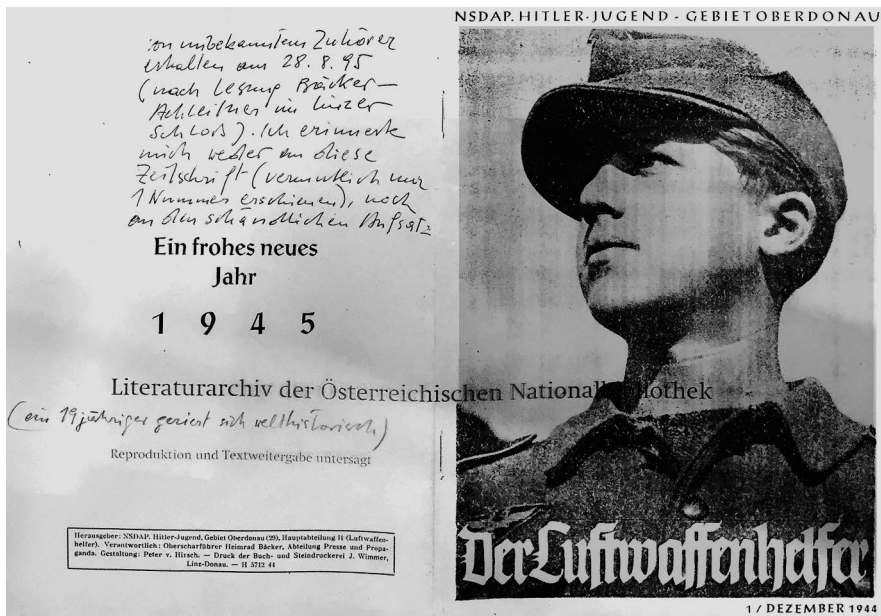 von unbekanntem Zuhörer
erhalten am 28. 8. 95
(nach Lesung Bäcker–
Achleitner im Linzer
Schloß). Ich erinnerte
mich weder an diese
Zeitschrift (vermutlich nur
1 Nummer erschienen), noch
an den schändlichen Aufsatz
Ein frohes neues
Jahr
1 9 4 5
Literaturarchiv der Österreichischen Nationalbibliothek
(ein 19jähriger geriert sich welthistorisch)
Reproduktion und Textweitergabe untersagt
Herausgeber: NSDAP. Hitler-Jugend, Gebiet Oberdonau (29), Hauptabteilung II (Luftwaffen-
helfer). Verantwortlich: Oberscharführer Heimrad Bäcker, Abteilung Presse und Propa-
ganda. Gestaltung: Peter v. Hirsch. — Druck der Buch- und Steindruckerei J. Wimmer,
Linz-Donau. — H 5712 44
NSDAP. HITLER-JUGEND - GEBIET OBERDONAU
Der Luftwaffenhelfer
1 / DEZEMBER 1944